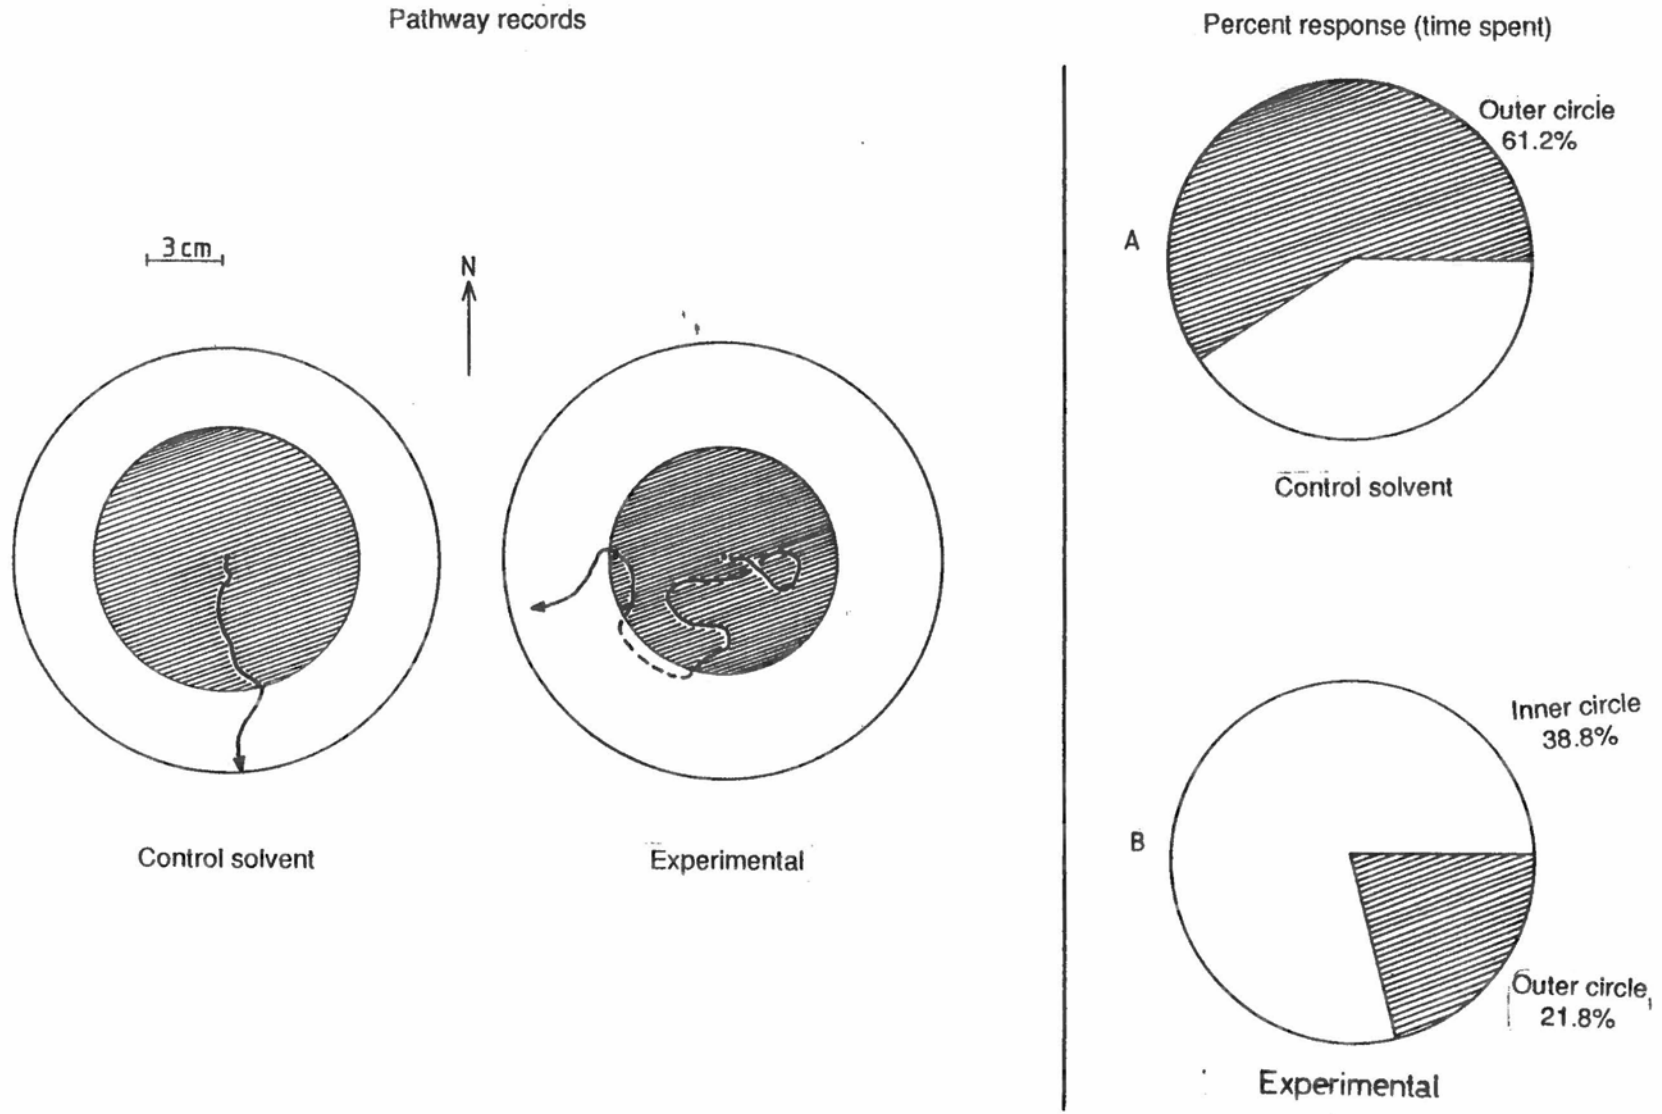 Pathway records
Percent response (time spent)
3 cm
N
Control solvent
Experimental
Outer circle
61.2%
A
Control solvent
Inner circle
38.8%
B
Outer circle
21.8%
Experimental